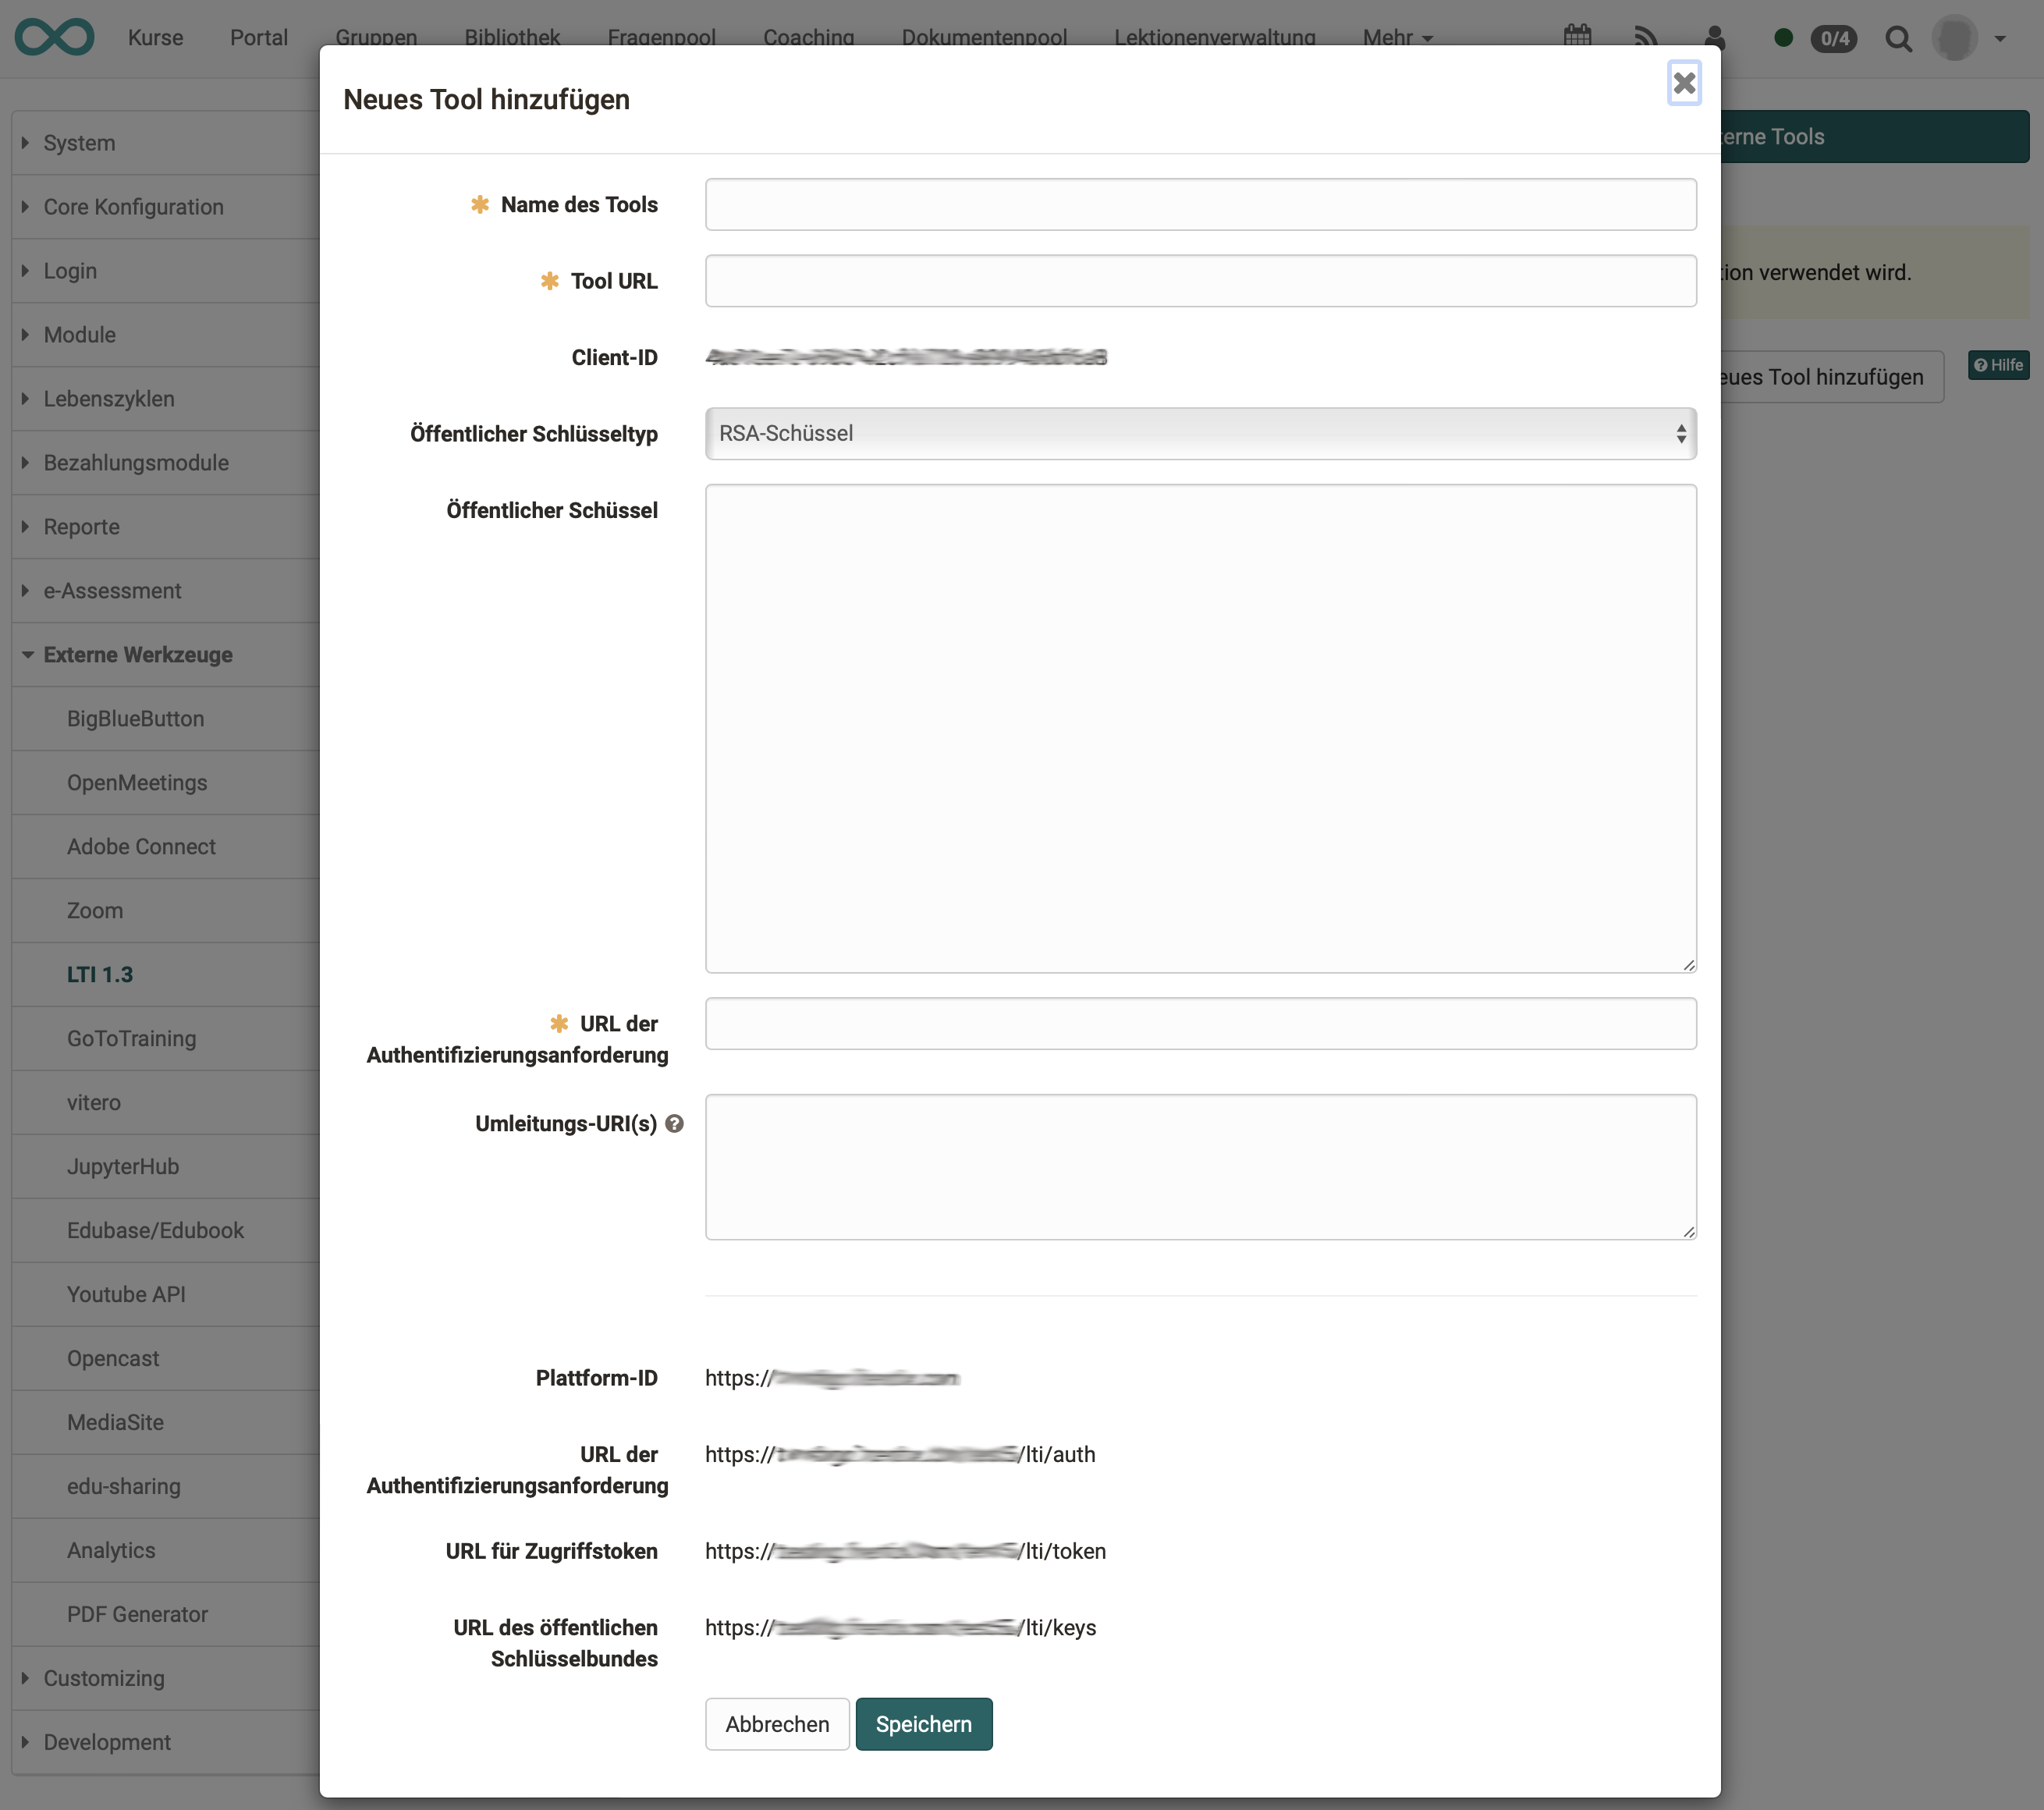 Kurse Portal Gruppen Bibliothek Fragenpool Coaching Dokumentenpool Lektionenverwaltung Mehr 0/4
Neues Tool hinzufügen
System
Core Konfiguration
Login
Module
Lebenszyklen
Bezahlungsmodule
Reporte
e-Assessment
Externe Werkzeuge
BigBlueButton
OpenMeetings
Adobe Connect
Zoom
LTI 1.3
GoToTraining
vitero
JupyterHub
Edubase/Edubook
Youtube API
Opencast
MediaSite
edu-sharing
Analytics
PDF Generator
Customizing
Development
Name des Tools
Tool URL
Client-ID
Öffentlicher Schlüsseltyp RSA-Schüssel
Öffentlicher Schüssel
URL der
Authentifizierungsanforderung
Umleitungs-URI(s)
Plattform-ID https://
URL der https:// /lti/auth
Authentifizierungsanforderung
URL für Zugriffstoken https:// /lti/token
URL des öffentlichen https:// /lti/keys
Schlüsselbundes
Abbrechen Speichern
erne Tools
tion verwendet wird.
eues Tool hinzufügen
Hilfe